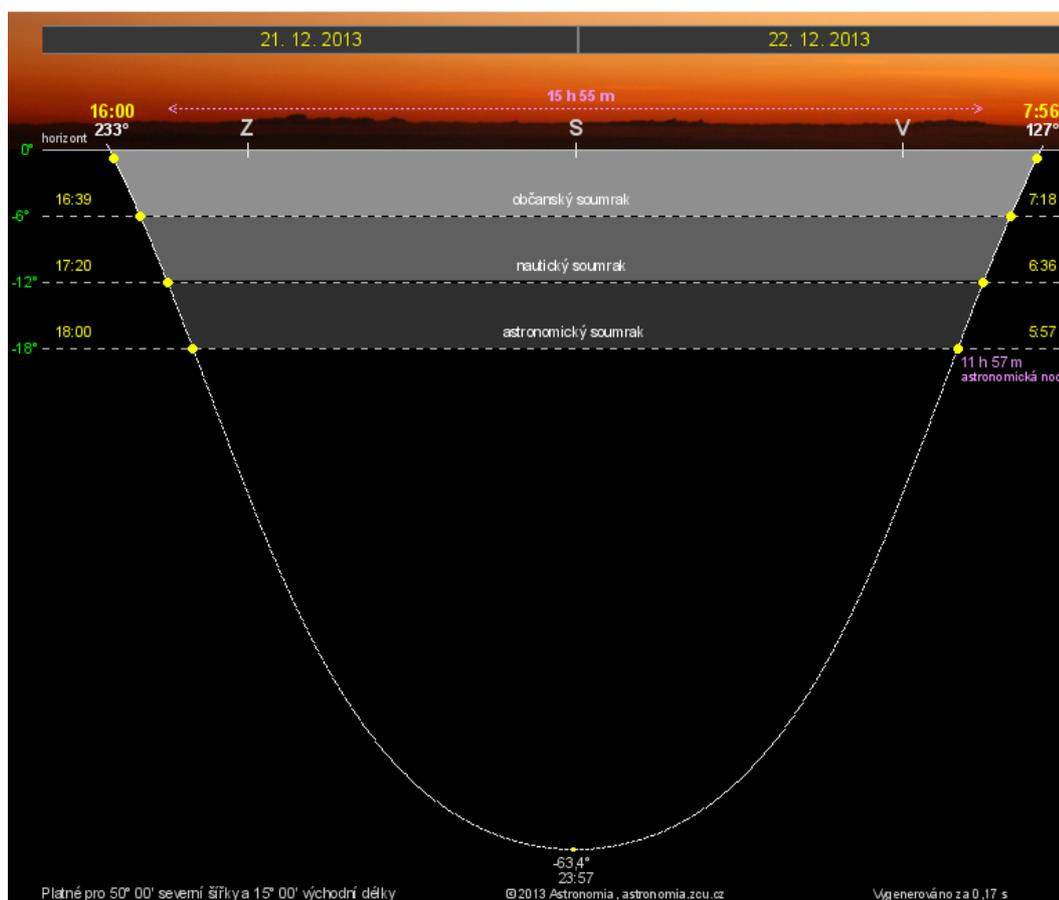 21. 12. 2013
22. 12. 2013
15 h 55 m
16:00
7:56
233°
Z
S
V
127°
horizont
0°
16:39
občanský soumrak
7:18
-6°
17:20
nautický soumrak
6:36
-12°
18:00
astronomický soumrak
5:57
-18°
11 h 57 m
astronomická noc
-63,4°
23:57
Platné pro 50° 00' severní šířky a 15° 00' východní délky
©2013 Astronomia, astronomia.zcu.cz
Vygenerováno za 0,17 s